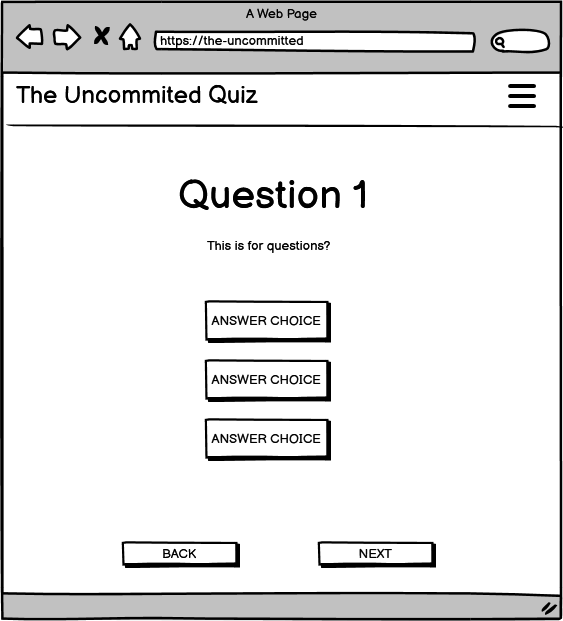 A Web Page
https://the-uncommitted
The Uncommited Quiz
Question 1
This is for questions?
ANSWER CHOICE
ANSWER CHOICE
ANSWER CHOICE
BACK NEXT